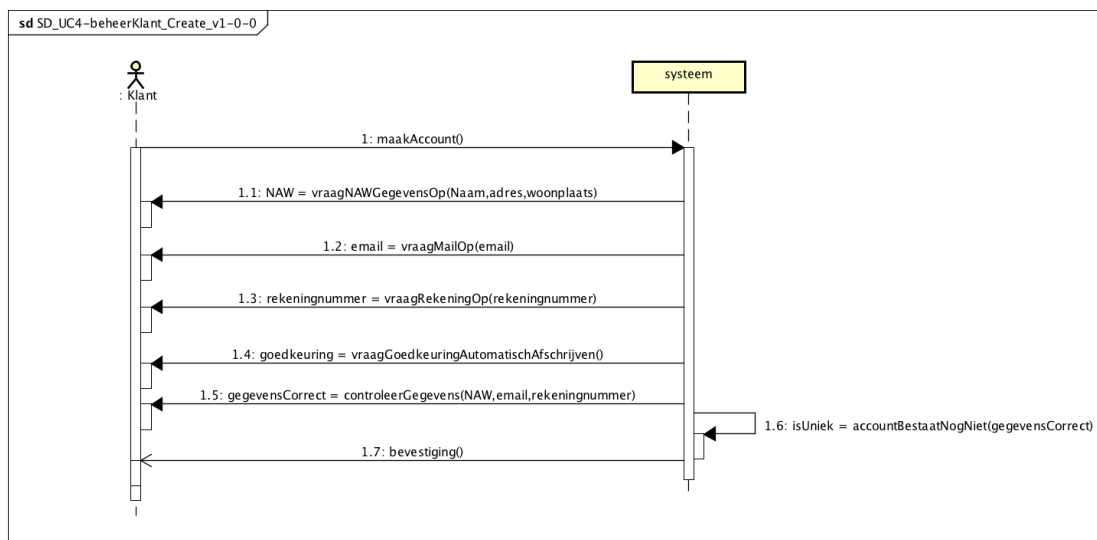 sd SD_UC4-beheerKlant_Create_v1-0-0
: Klant
systeem
1: maakAccount()
1.1: NAW = vraagNAWGegevensOp(Naam,adres,woonplaats)
1.2: email = vraagMailOp(email)
1.3: rekeningnummer = vraagRekeningOp(rekeningnummer)
1.4: goedkeuring = vraagGoedkeuringAutomatischAfschrijven()
1.5: gegevensCorrect = controleerGegevens(NAW,email,rekeningnummer)
1.6: isUniek = accountBestaatNogNiet(gegevensCorrect)
1.7: bevestiging()